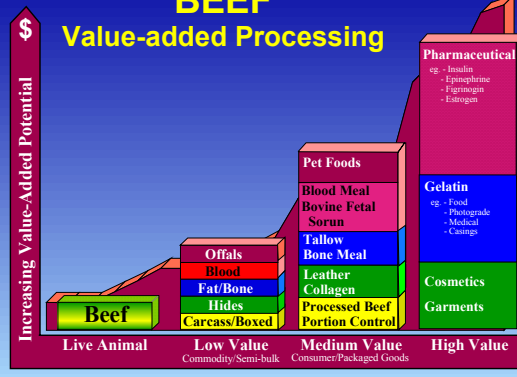 BEEF
Value-added Processing
$
Increasing Value-Added Potential
Beef
Offals
Blood
Fat/Bone
Hides
Carcass/Boxed
Pet Foods
Blood Meal
Bovine Fetal
Sorun
Tallow
Bone Meal
Leather
Collagen
Processed Beef
Portion Control
Pharmaceutical
eg. - Insulin
- Epinephrine
- Figrinogin
- Estrogen
Gelatin
eg. - Food
- Photograde
- Medical
- Casings
Cosmetics
Garments
Live Animal
Low Value
Commodity/Semi-bulk
Medium Value
Consumer/Packaged Goods
High Value